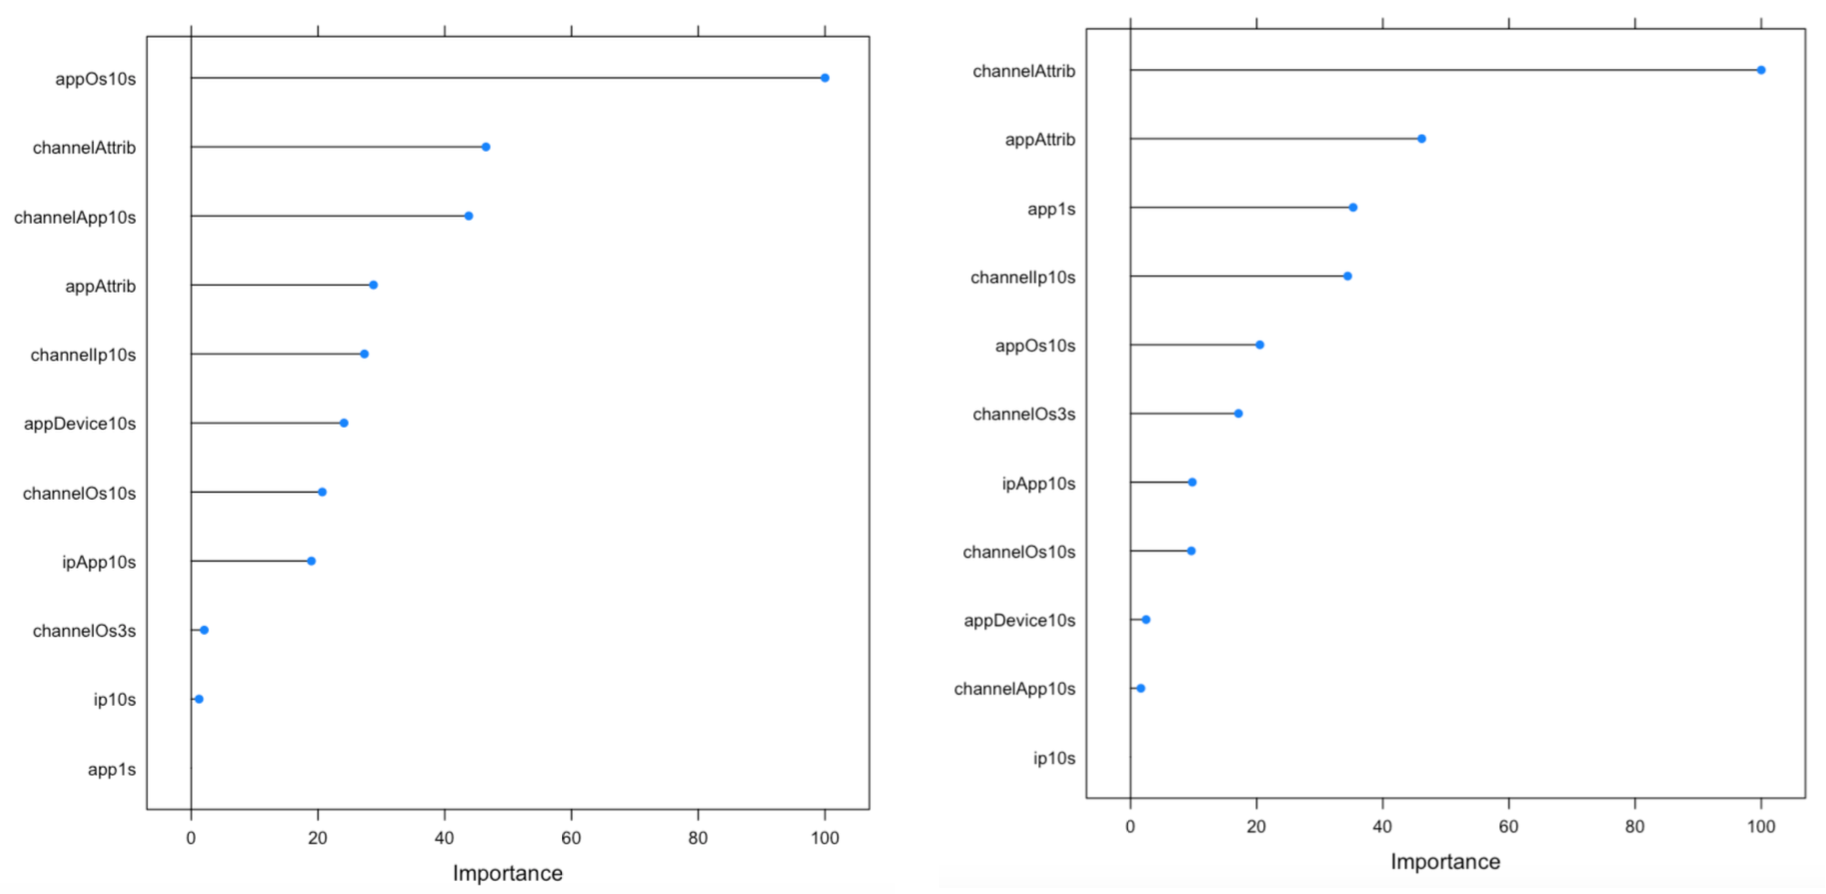 appOs10s
channelAttrib
channelApp10s
appAttrib
channelIp10s
appDevice10s
channelOs10s
ipApp10s
channelOs3s
ip10s
app1s
0 20 40 60 80 100
Importance
channelAttrib
appAttrib
app1s
channelIp10s
appOs10s
channelOs3s
ipApp10s
channelOs10s
appDevice10s
channelApp10s
ip10s
0 20 40 60 80 100
Importance